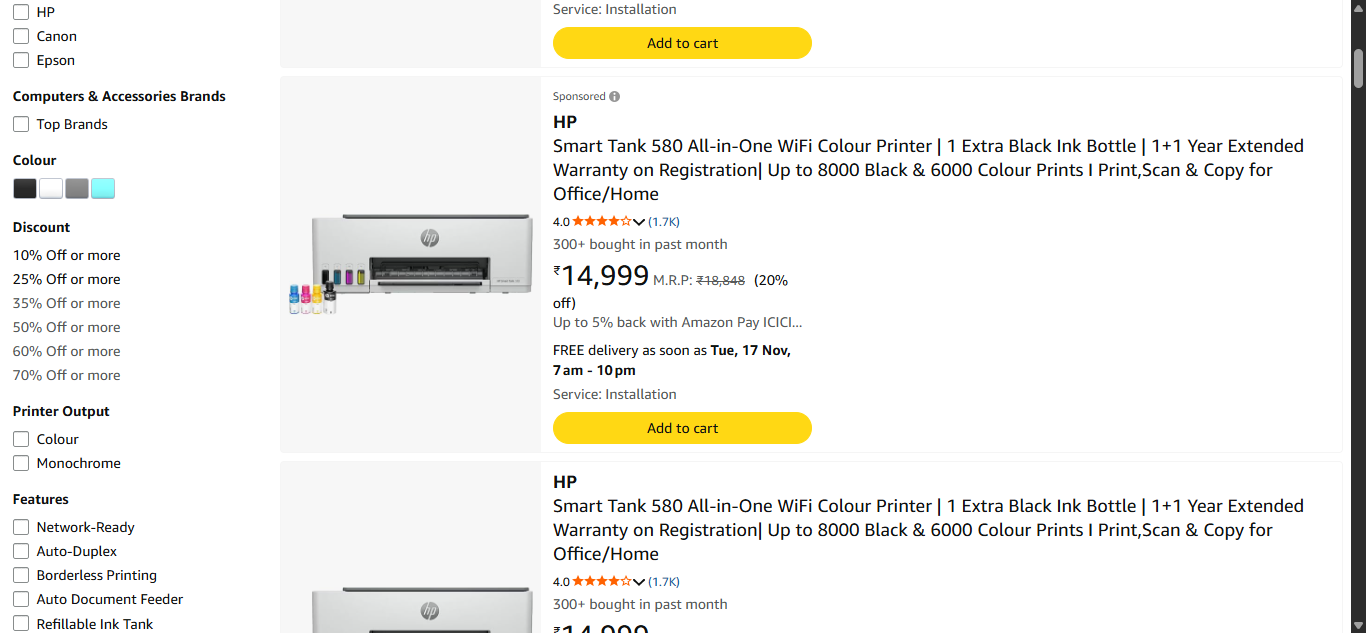 HP
Canon
Epson
Computers & Accessories Brands
Top Brands
Colour
Discount
10% Off or more
25% Off or more
35% Off or more
50% Off or more
60% Off or more
70% Off or more
Printer Output
Colour
Monochrome
Features
Network-Ready
Auto-Duplex
Borderless Printing
Auto Document Feeder
Refillable Ink Tank
Service: Installation
Add to cart
Sponsored
HP
Smart Tank 580 All-in-One WiFi Colour Printer | 1 Extra Black Ink Bottle | 1+1 Year Extended
Warranty on Registration| Up to 8000 Black & 6000 Colour Prints I Print,Scan & Copy for
Office/Home
4.0 (1.7K)
300+ bought in past month
₹14,999 M.R.P: ₹18,848 (20%
off)
Up to 5% back with Amazon Pay ICICI…
FREE delivery as soon as Tue, 17 Nov,
7 am - 10 pm
Service: Installation
Add to cart
hp
HP
Smart Tank 580 All-in-One WiFi Colour Printer | 1 Extra Black Ink Bottle | 1+1 Year Extended
Warranty on Registration| Up to 8000 Black & 6000 Colour Prints I Print,Scan & Copy for
Office/Home
4.0 (1.7K)
300+ bought in past month
₹14,999
hp